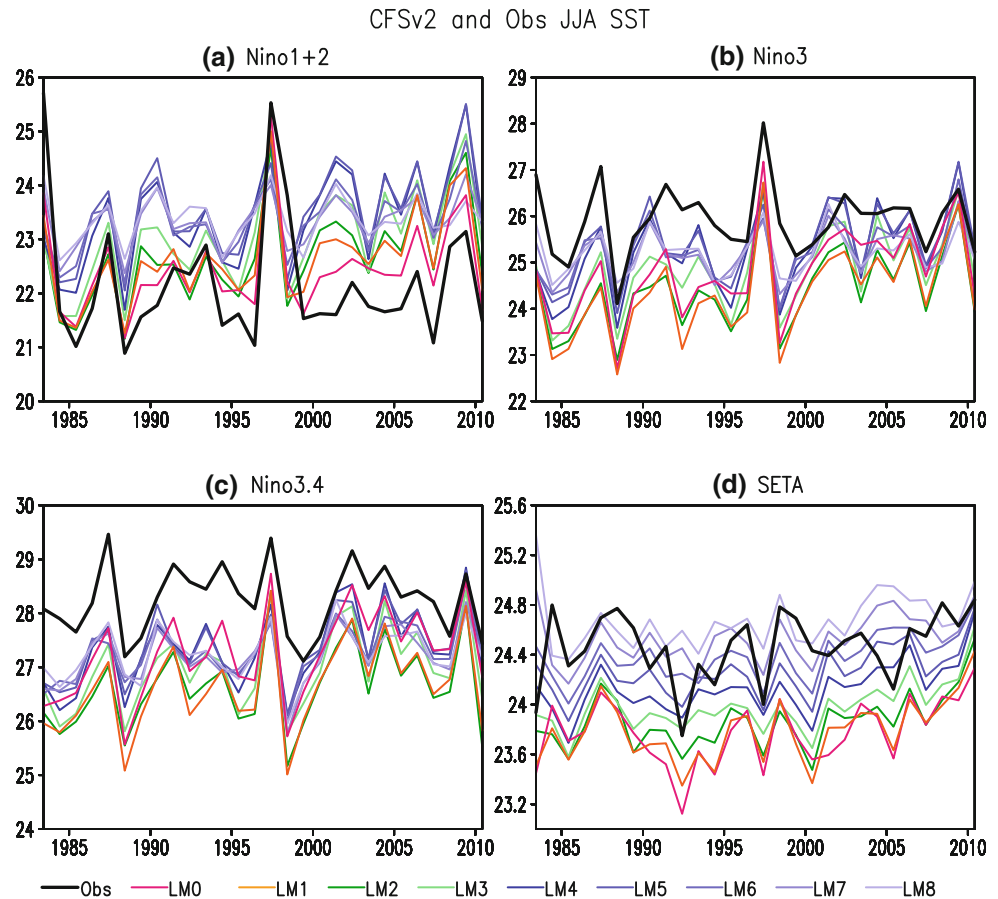 CFSv2 and Obs JJA SST
(a) Nino1+2
26
25
24
23
22
21
20
1985 1990 1995 2000 2005 2010
(b) Nino3
29
28
27
26
25
24
23
22
1985 1990 1995 2000 2005 2010
(c) Nino3.4
30
29
28
27
26
25
24
1985 1990 1995 2000 2005 2010
(d) SETA
25.6
25.2
24.8
24.4
24
23.6
23.2
1985 1990 1995 2000 2005 2010
Obs LM0 LM1 LM2 LM3 LM4 LM5 LM6 LM7 LM8